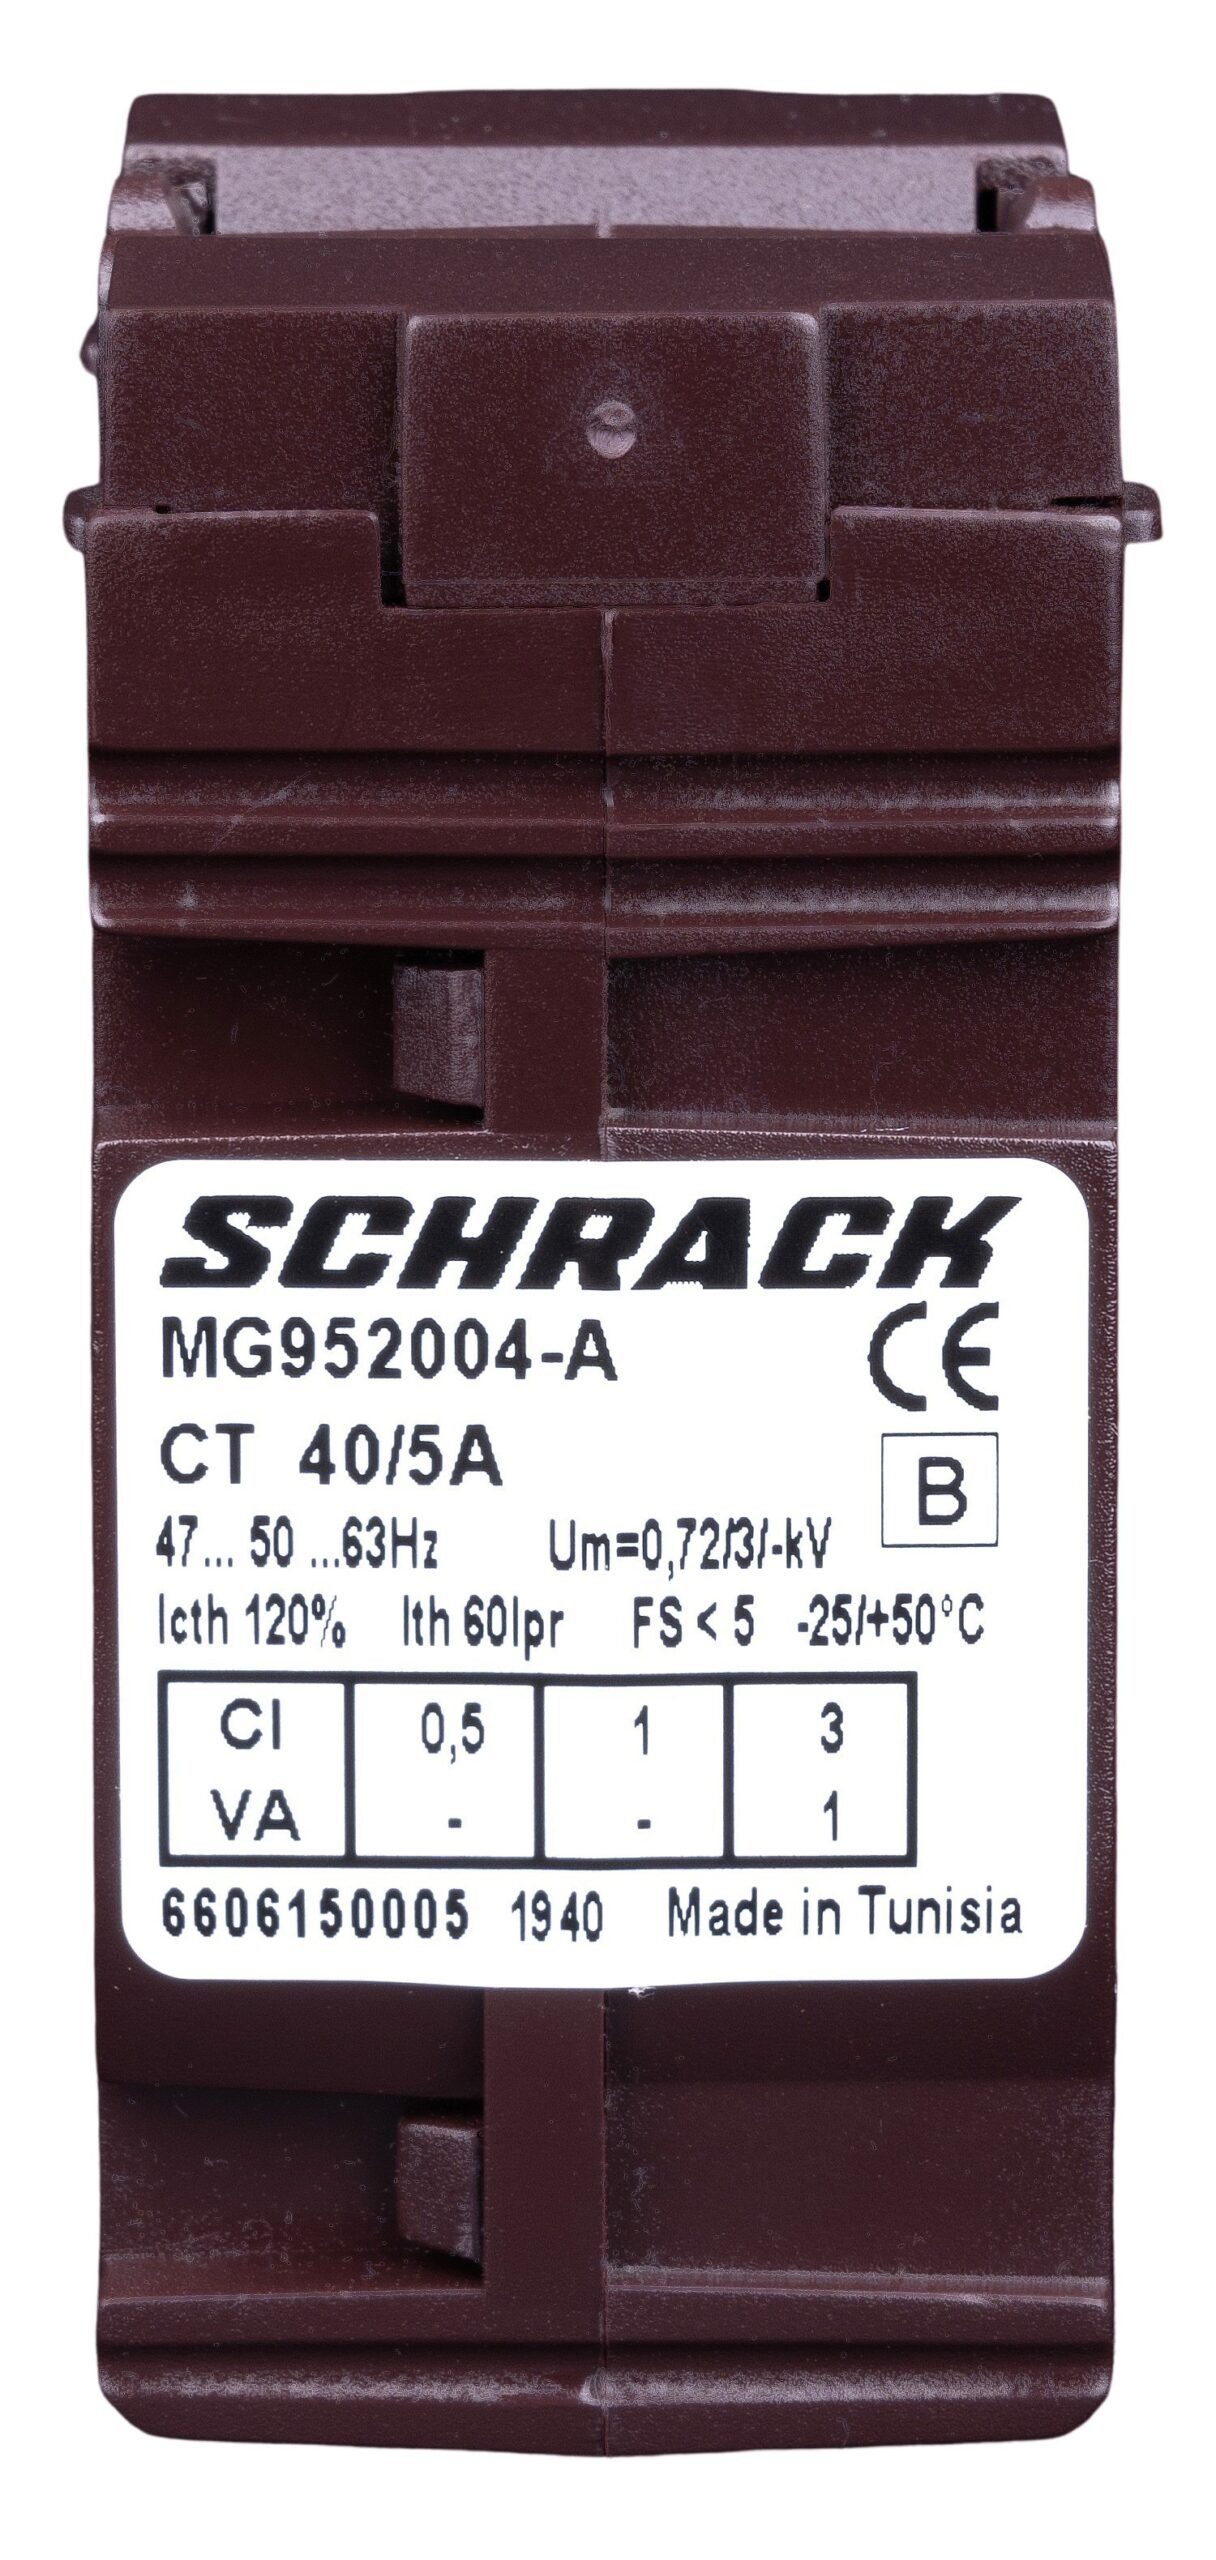 SCHRACK
MG952004-A CE
CT 40/5A
B
47... 50 ...63Hz Um=0,72/3/-kV
Icth 120% Ith 60Ipr FS < 5 -25/+50°C
Cl 0,5 1 3
VA - - 1
6606150005 1940 Made in Tunisia